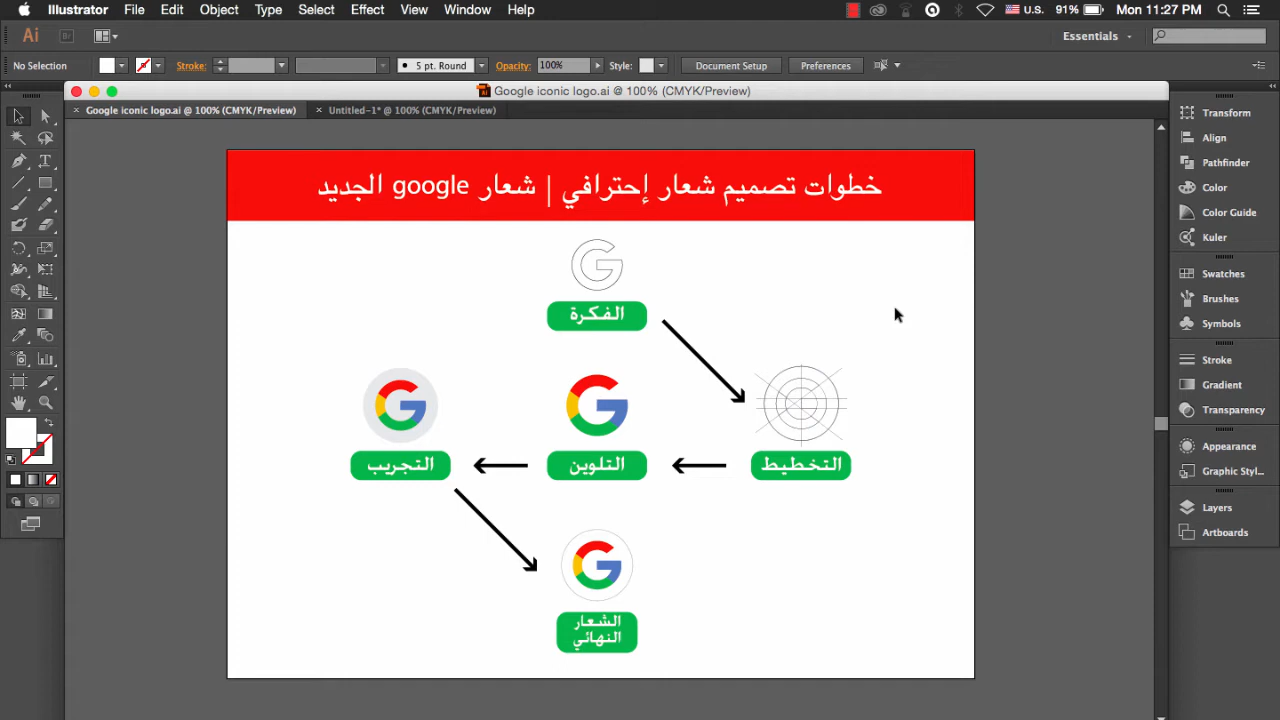 Illustrator File Edit Object Type Select Effect View Window Help
U.S. 91% Mon 11:27 PM
Ai Br Essentials
No Selection Stroke: 5 pt. Round Opacity: 100% Style: Document Setup Preferences
Google iconic logo.ai @ 100% (CMYK/Preview)
Google iconic logo.ai @ 100% (CMYK/Preview) Untitled-1* @ 100% (CMYK/Preview)
خطوات تصميم شعار إحترافي | شعار google الجديد
الفكرة
التخطيط
التلوين
التجريب
الشعار
النهائي
Transform
Align
Pathfinder
Color
Color Guide
Kuler
Swatches
Brushes
Symbols
Stroke
Gradient
Transparency
Appearance
Graphic Styl...
Layers
Artboards